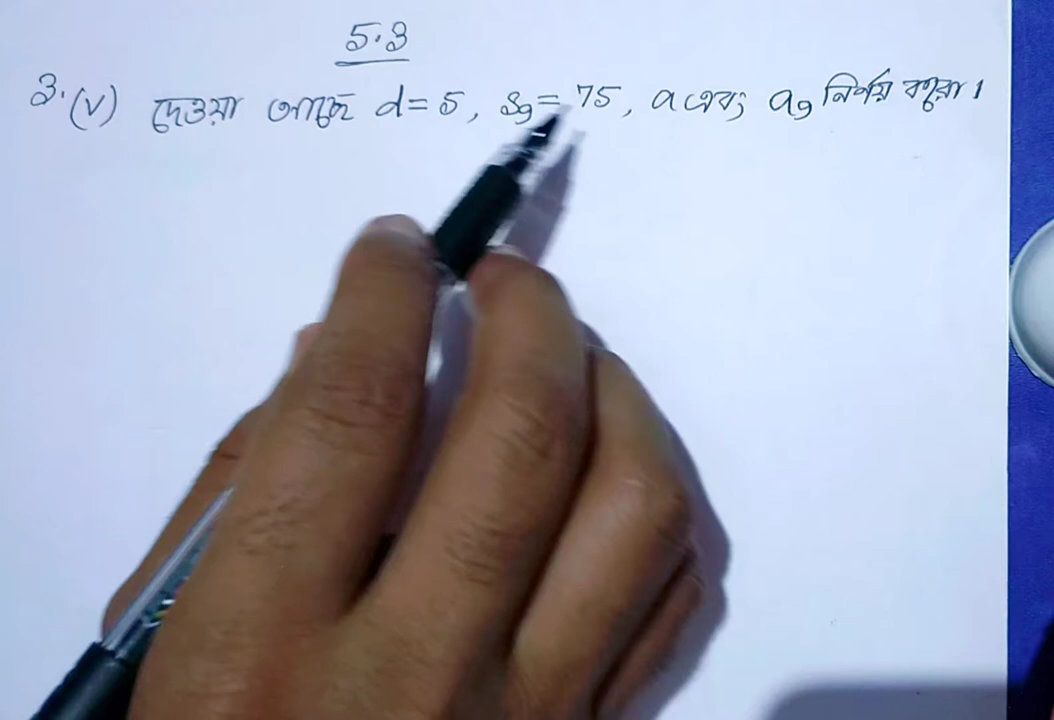 5.3
3.(v) দেওয়া আছে d = 5, S₉ = 75, a এবং a₉ নির্ণয় করো।